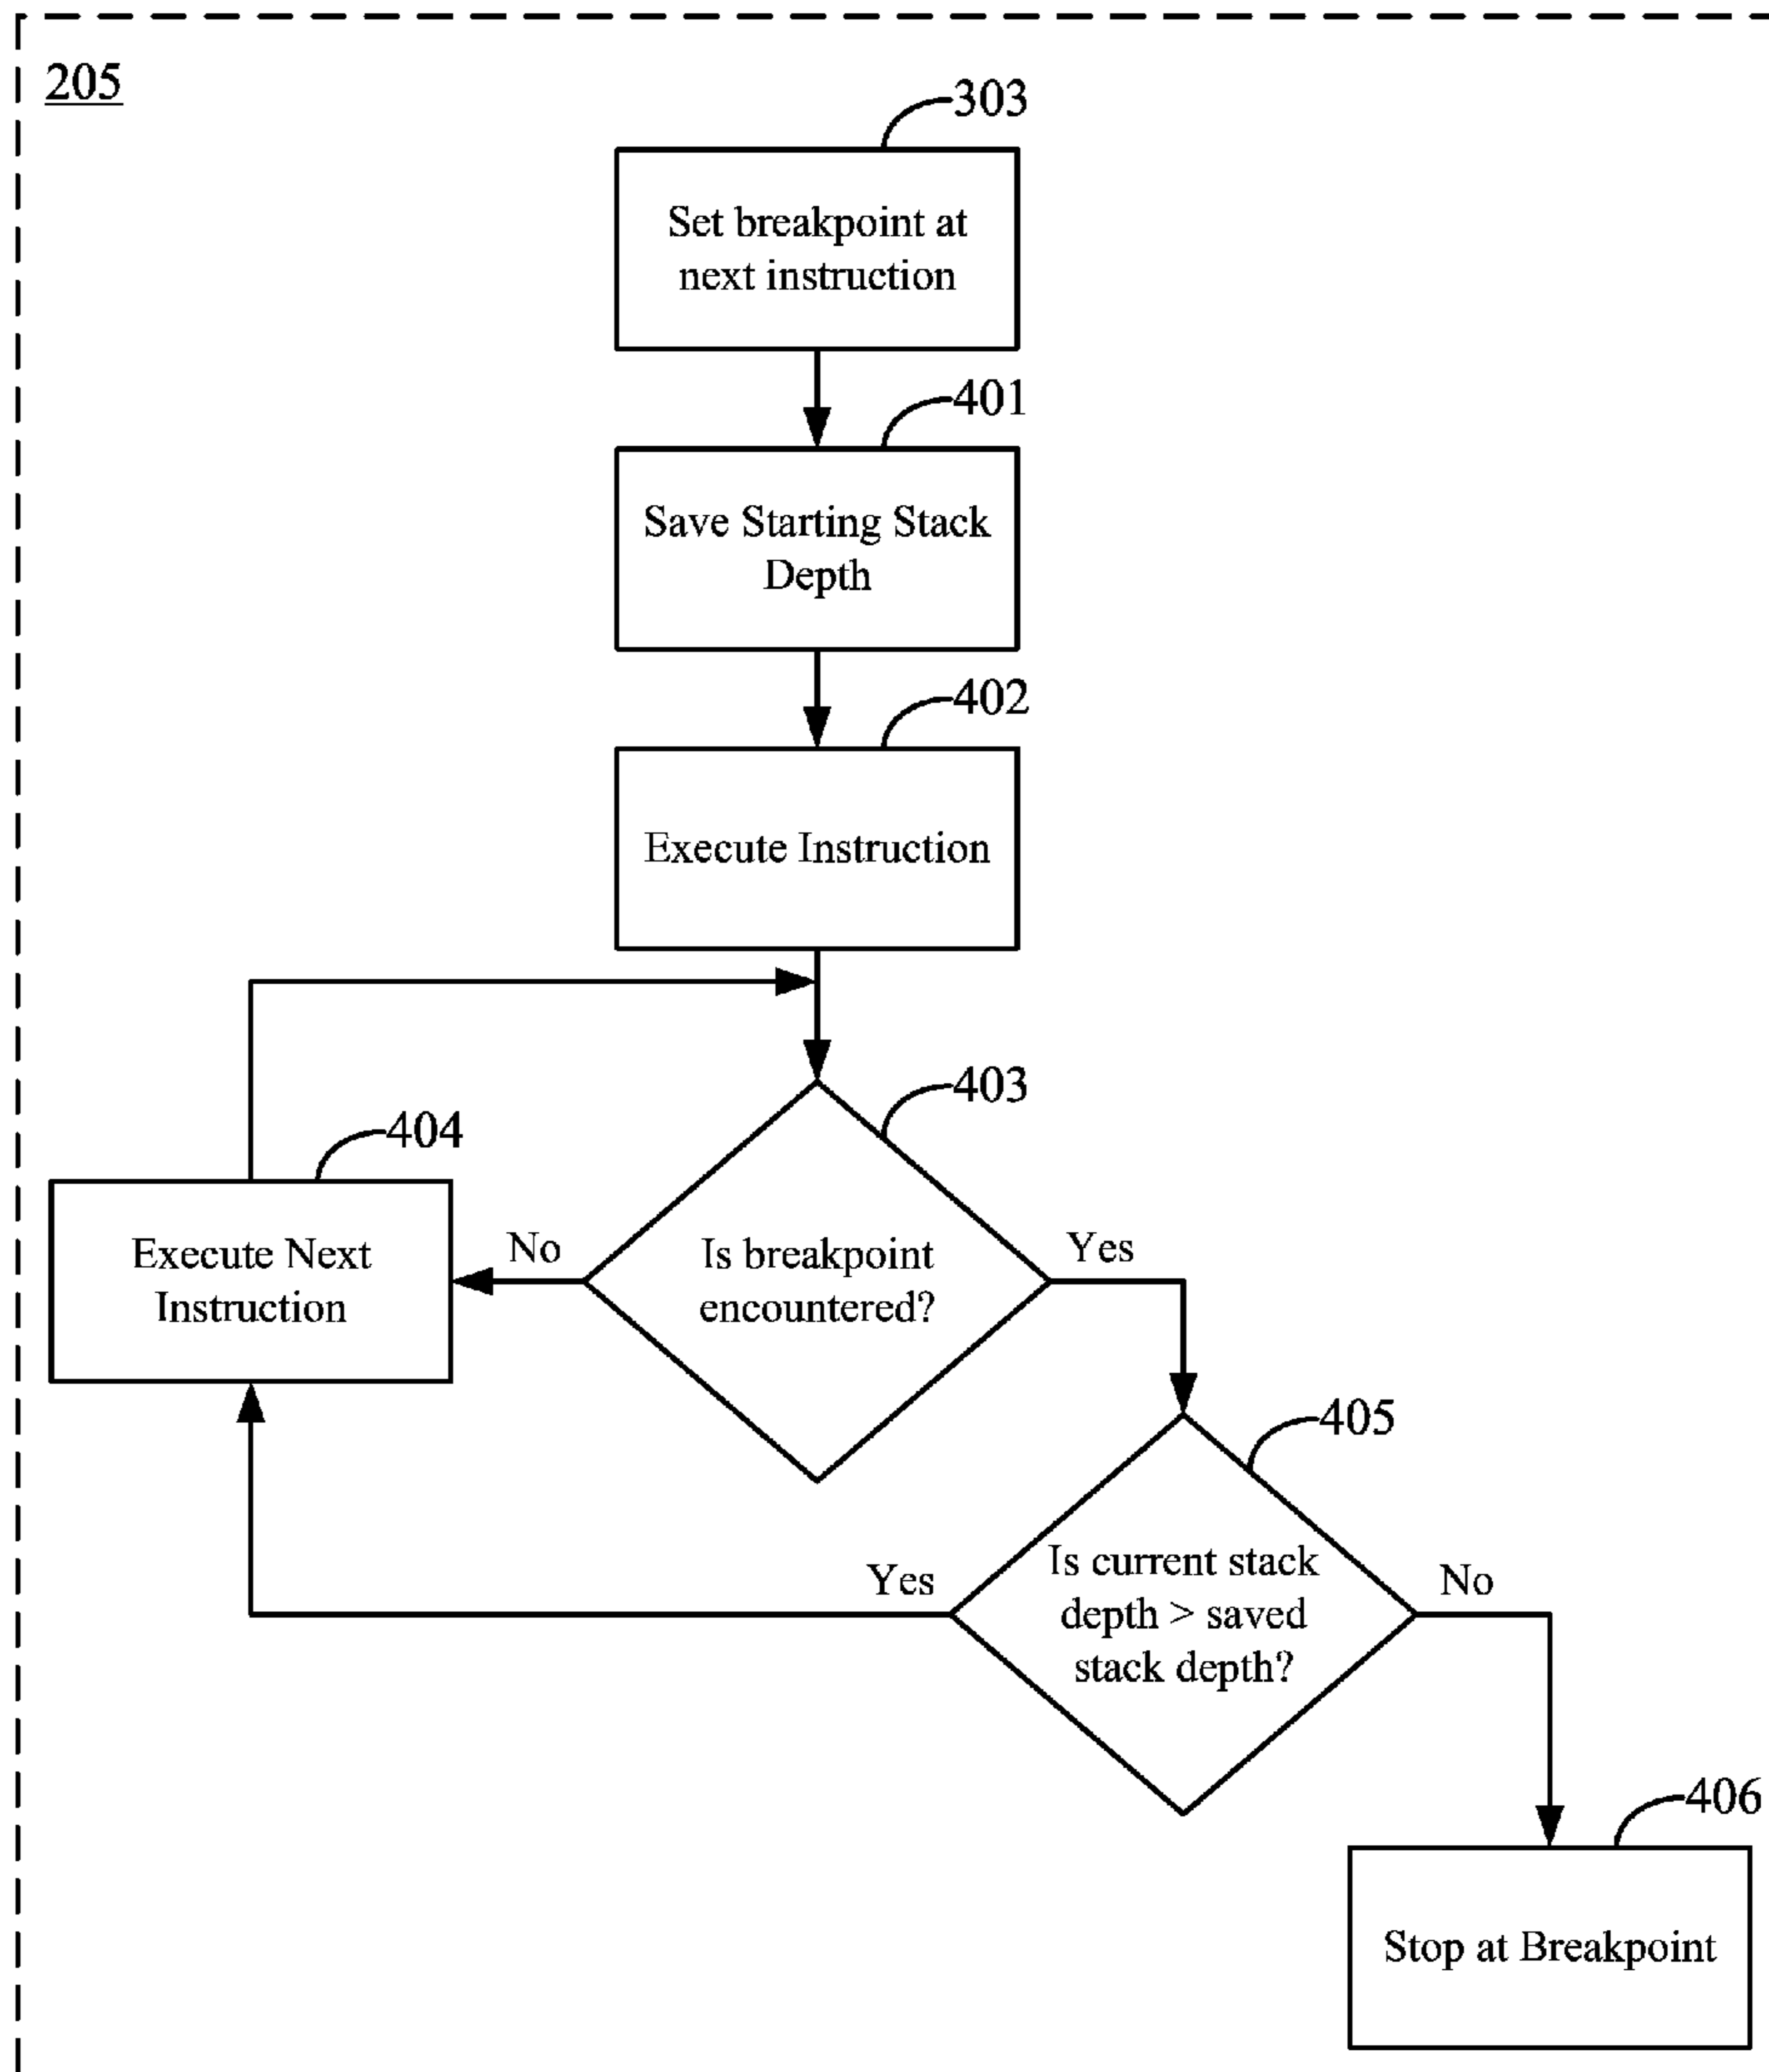 205
303
Set breakpoint at
next instruction
401
Save Starting Stack
Depth
402
Execute Instruction
403
404
Execute Next
Instruction
No
Is breakpoint
encountered?
Yes
405
Yes
Is current stack
depth > saved
stack depth?
No
406
Stop at Breakpoint